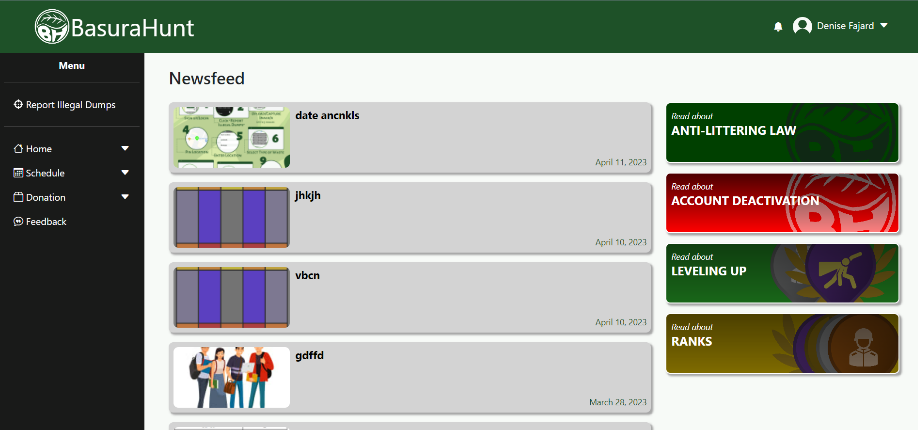 BH BasuraHunt
Denise Fajard
Menu
Report Illegal Dumps
Home
Schedule
Donation
Feedback
Newsfeed
date ancnkls
April 11, 2023
jhkjh
April 10, 2023
vbcn
April 10, 2023
gdffd
March 28, 2023
Read about
ANTI-LITTERING LAW
Read about
ACCOUNT DEACTIVATION
Read about
LEVELING UP
Read about
RANKS